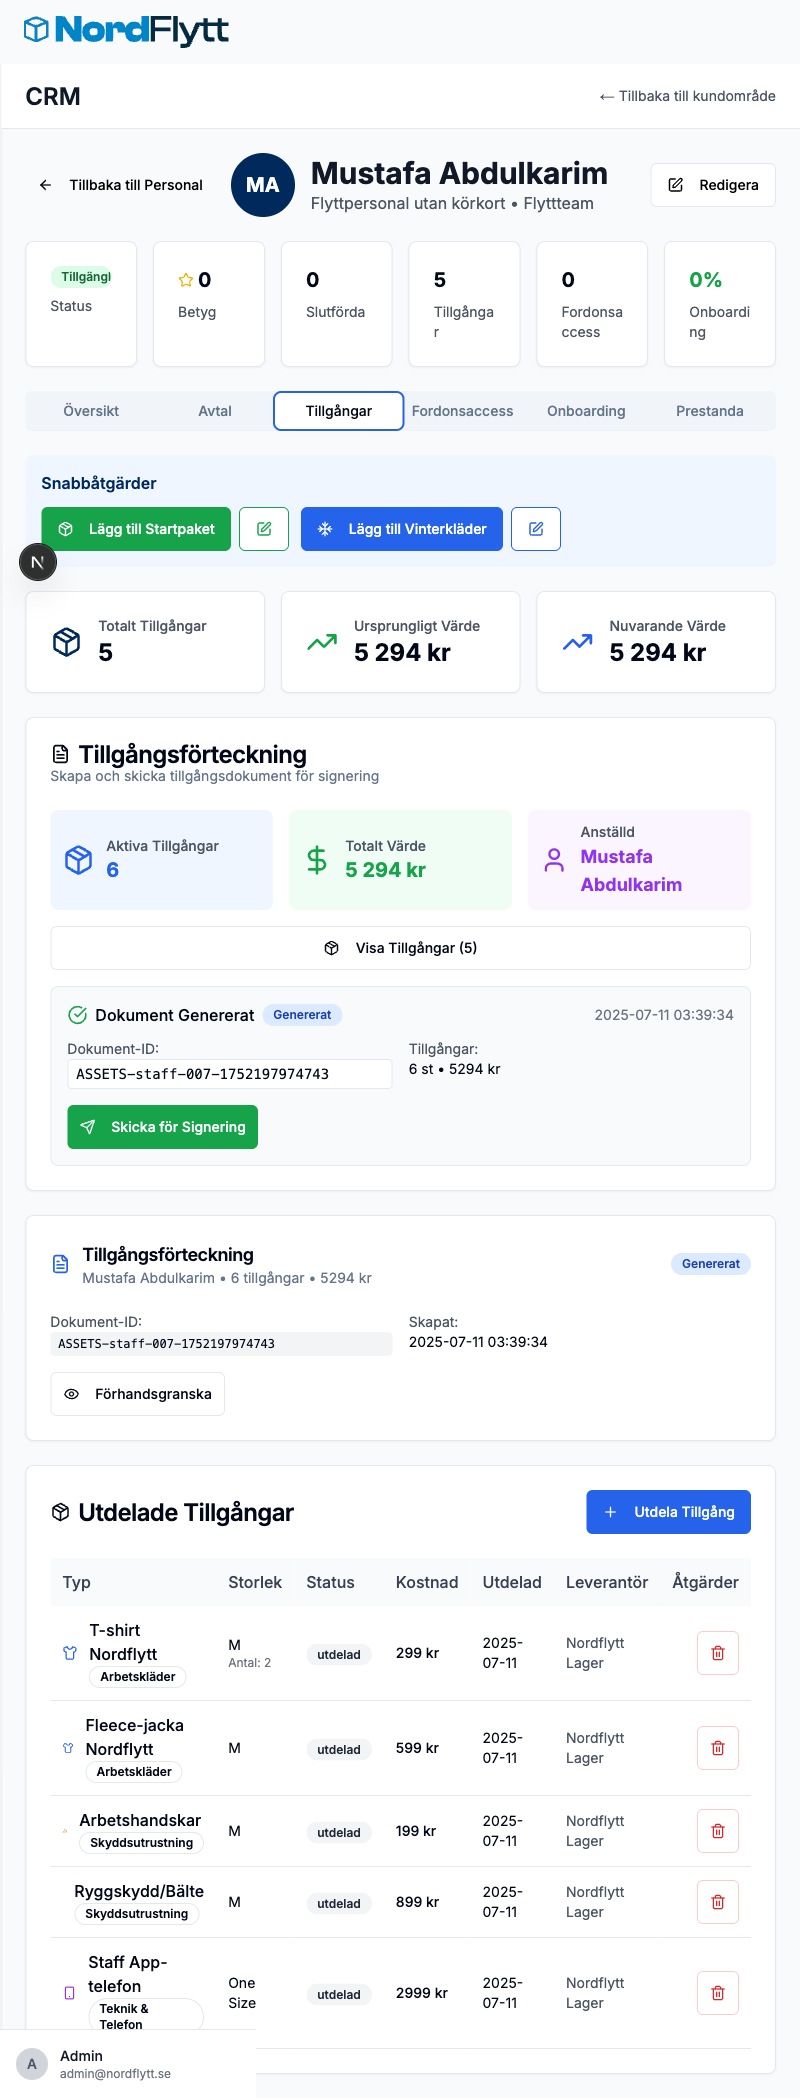 NordFlytt
CRM
← Tillbaka till kundområde
Tillbaka till Personal
MA
Mustafa Abdulkarim
Flyttpersonal utan körkort • Flyttteam
Redigera
Tillgängl
Status
0
Betyg
0
Slutförda
5
Tillgånga
r
0
Fordonsa
ccess
0%
Onboardi
ng
Översikt
Avtal
Tillgångar
Fordonsaccess
Onboarding
Prestanda
Snabbåtgärder
Lägg till Startpaket
Lägg till Vinterkläder
N
Totalt Tillgångar
5
Ursprungligt Värde
5 294 kr
Nuvarande Värde
5 294 kr
Tillgångsförteckning
Skapa och skicka tillgångsdokument för signering
Aktiva Tillgångar
6
Totalt Värde
5 294 kr
Anställd
Mustafa
Abdulkarim
Visa Tillgångar (5)
Dokument Genererat
Genererat
2025-07-11 03:39:34
Dokument-ID:
ASSETS-staff-007-1752197974743
Tillgångar:
6 st • 5294 kr
Skicka för Signering
Tillgångsförteckning
Mustafa Abdulkarim • 6 tillgångar • 5294 kr
Genererat
Dokument-ID:
ASSETS-staff-007-1752197974743
Skapat:
2025-07-11 03:39:34
Förhandsgranska
Utdelade Tillgångar
Utdela Tillgång
Typ Storlek Status Kostnad Utdelad Leverantör Åtgärder
T-shirt
Nordflytt
Arbetskläder
M
Antal: 2
utdelad
299 kr
2025-
07-11
Nordflytt
Lager
Fleece-jacka
Nordflytt
Arbetskläder
M
utdelad
599 kr
2025-
07-11
Nordflytt
Lager
Arbetshandskar
Skyddsutrustning
M
utdelad
199 kr
2025-
07-11
Nordflytt
Lager
Ryggskydd/Bälte
Skyddsutrustning
M
utdelad
899 kr
2025-
07-11
Nordflytt
Lager
Staff App-
telefon
Teknik &
Telefon
One
Size
utdelad
2999 kr
2025-
07-11
Nordflytt
Lager
A
Admin
admin@nordflytt.se